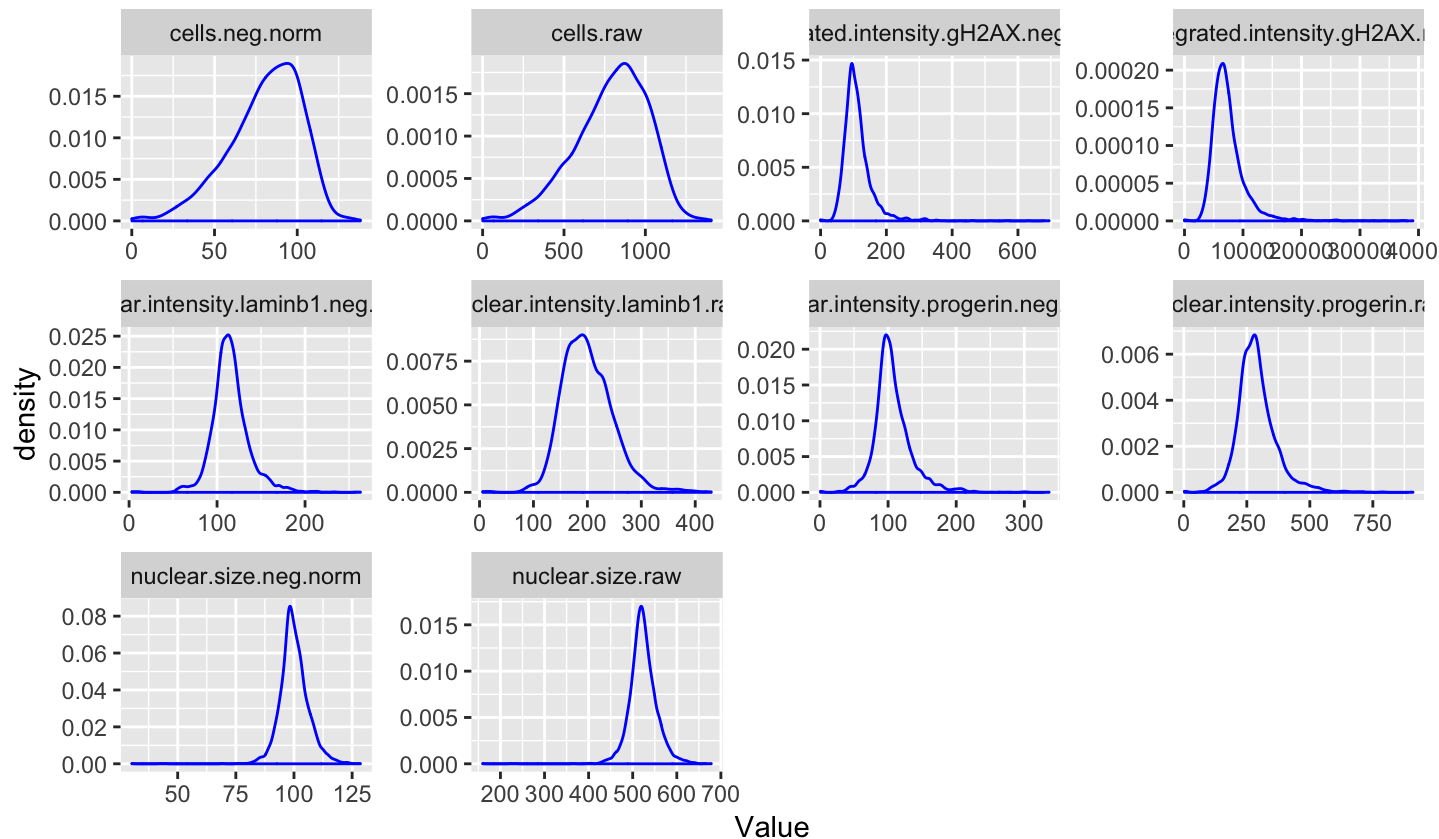 cells.neg.norm
cells.raw
ated.intensity.gH2AX.neg
egrated.intensity.gH2AX.r
0.015
0.010
0.005
0.000
0 50 100
0.0015
0.0010
0.0005
0.0000
0 500 1000
0.015
0.010
0.005
0.000
0 200 400 600
0.00020
0.00015
0.00010
0.00005
0.00000
0 10000 20000 30000 4000
ar.intensity.laminb1.neg.
clear.intensity.laminb1.ra
ar.intensity.progerin.neg
clear.intensity.progerin.ra
density
0.025
0.020
0.015
0.010
0.005
0.000
0 100 200
0.0075
0.0050
0.0025
0.0000
0 100 200 300 400
0.020
0.015
0.010
0.005
0.000
0 100 200 300
0.006
0.004
0.002
0.000
0 250 500 750
nuclear.size.neg.norm
nuclear.size.raw
0.08
0.06
0.04
0.02
0.00
50 75 100 125
0.015
0.010
0.005
0.000
200 300 400 500 600 700
Value